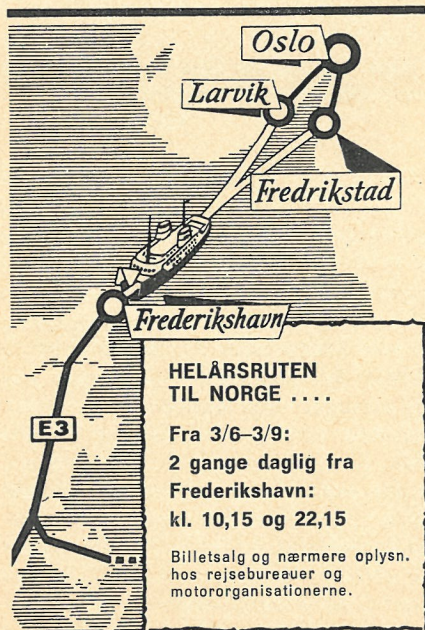 Oslo
Larvik
Fredrikstad
Frederikshavn
E3
HELÅRSRUTEN
TIL NORGE ....
Fra 3/6–3/9:
2 gange daglig fra
Frederikshavn:
kl. 10,15 og 22,15
Billetsalg og nærmere oplysn.
hos rejsebureauer og
motororganisationerne.